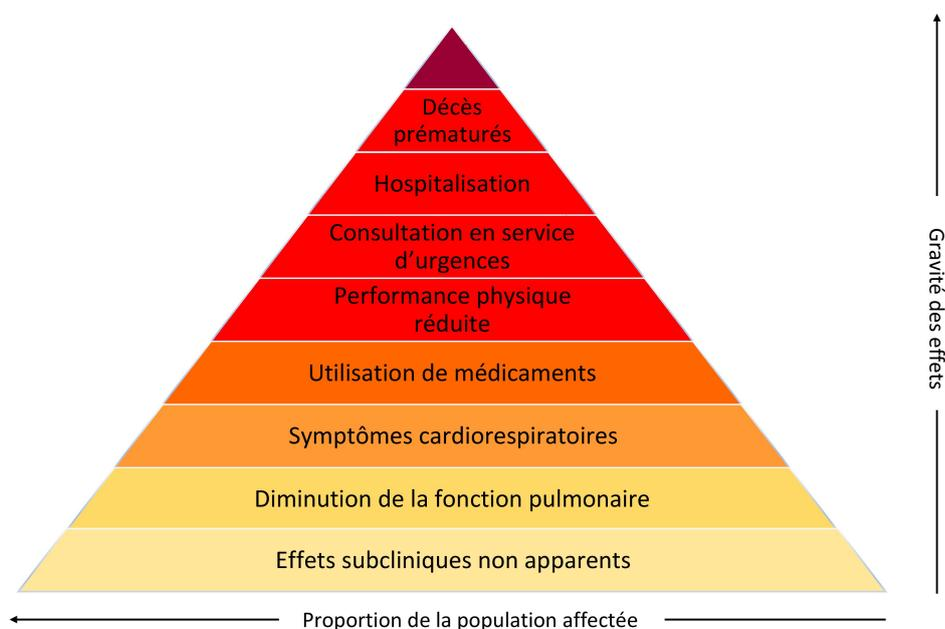 Décès
prématurés
Hospitalisation
Consultation en service
d’urgences
Performance physique
réduite
Utilisation de médicaments
Symptômes cardiorespiratoires
Diminution de la fonction pulmonaire
Effets subcliniques non apparents
Proportion de la population affectée
Gravité des effets